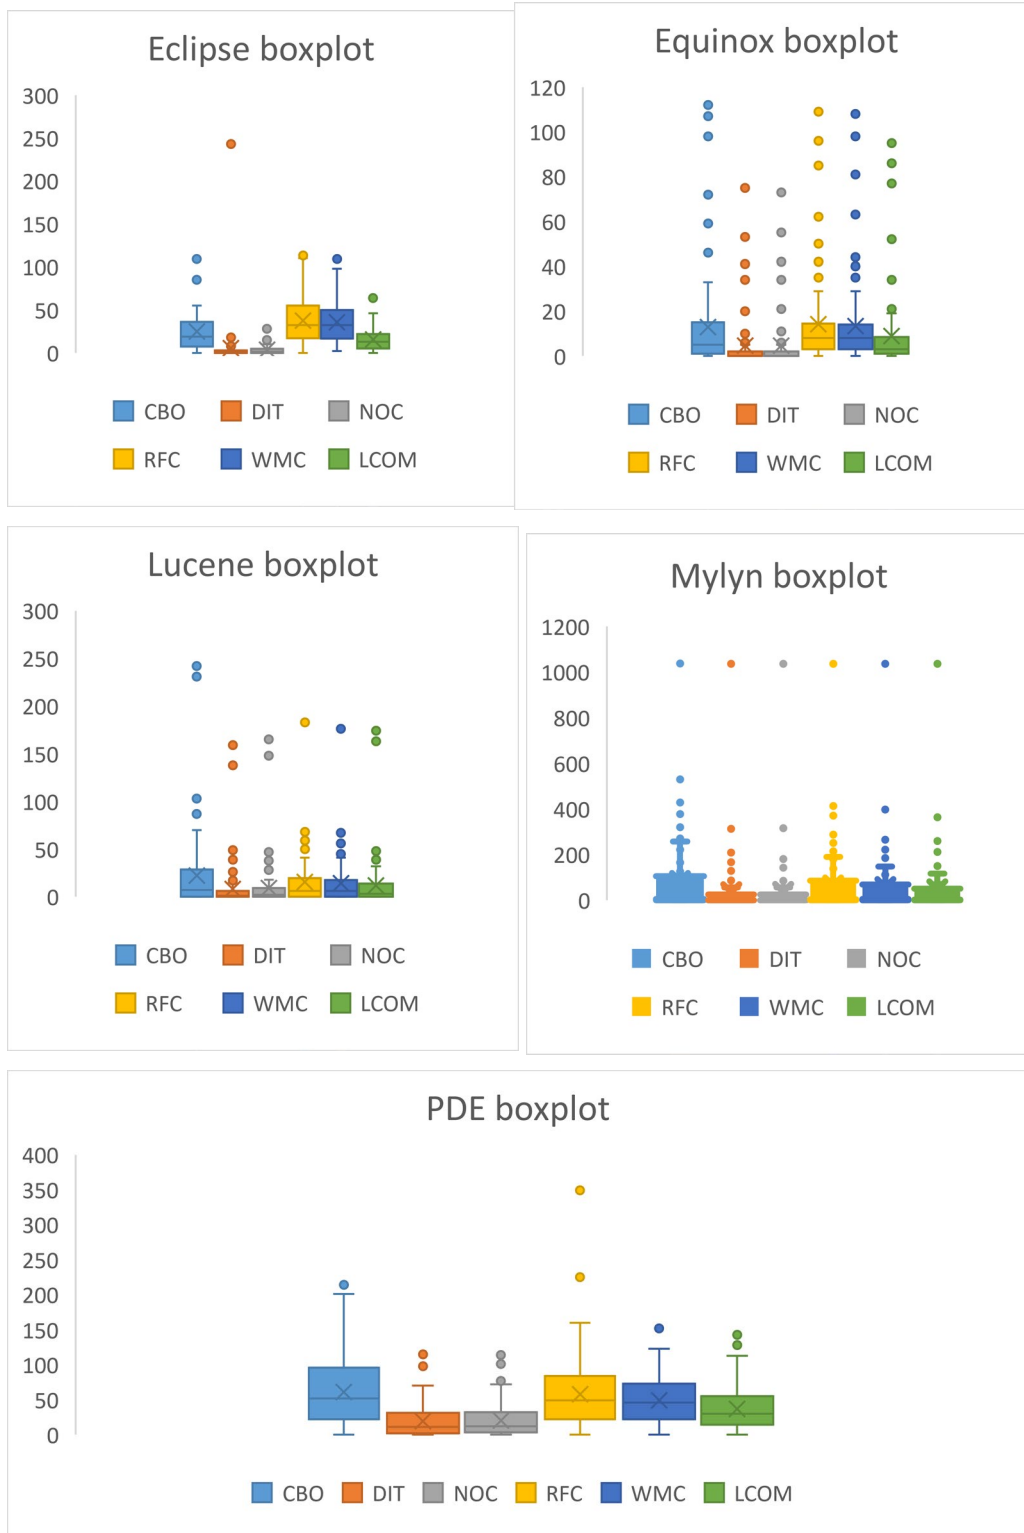 Eclipse boxplot
300
250
200
150
100
50
0
CBO DIT NOC
RFC WMC LCOM
Equinox boxplot
120
100
80
60
40
20
0
CBO DIT NOC
RFC WMC LCOM
Lucene boxplot
300
250
200
150
100
50
0
CBO DIT NOC
RFC WMC LCOM
Mylyn boxplot
1200
1000
800
600
400
200
0
CBO DIT NOC
RFC WMC LCOM
PDE boxplot
400
350
300
250
200
150
100
50
0
CBO DIT NOC RFC WMC LCOM